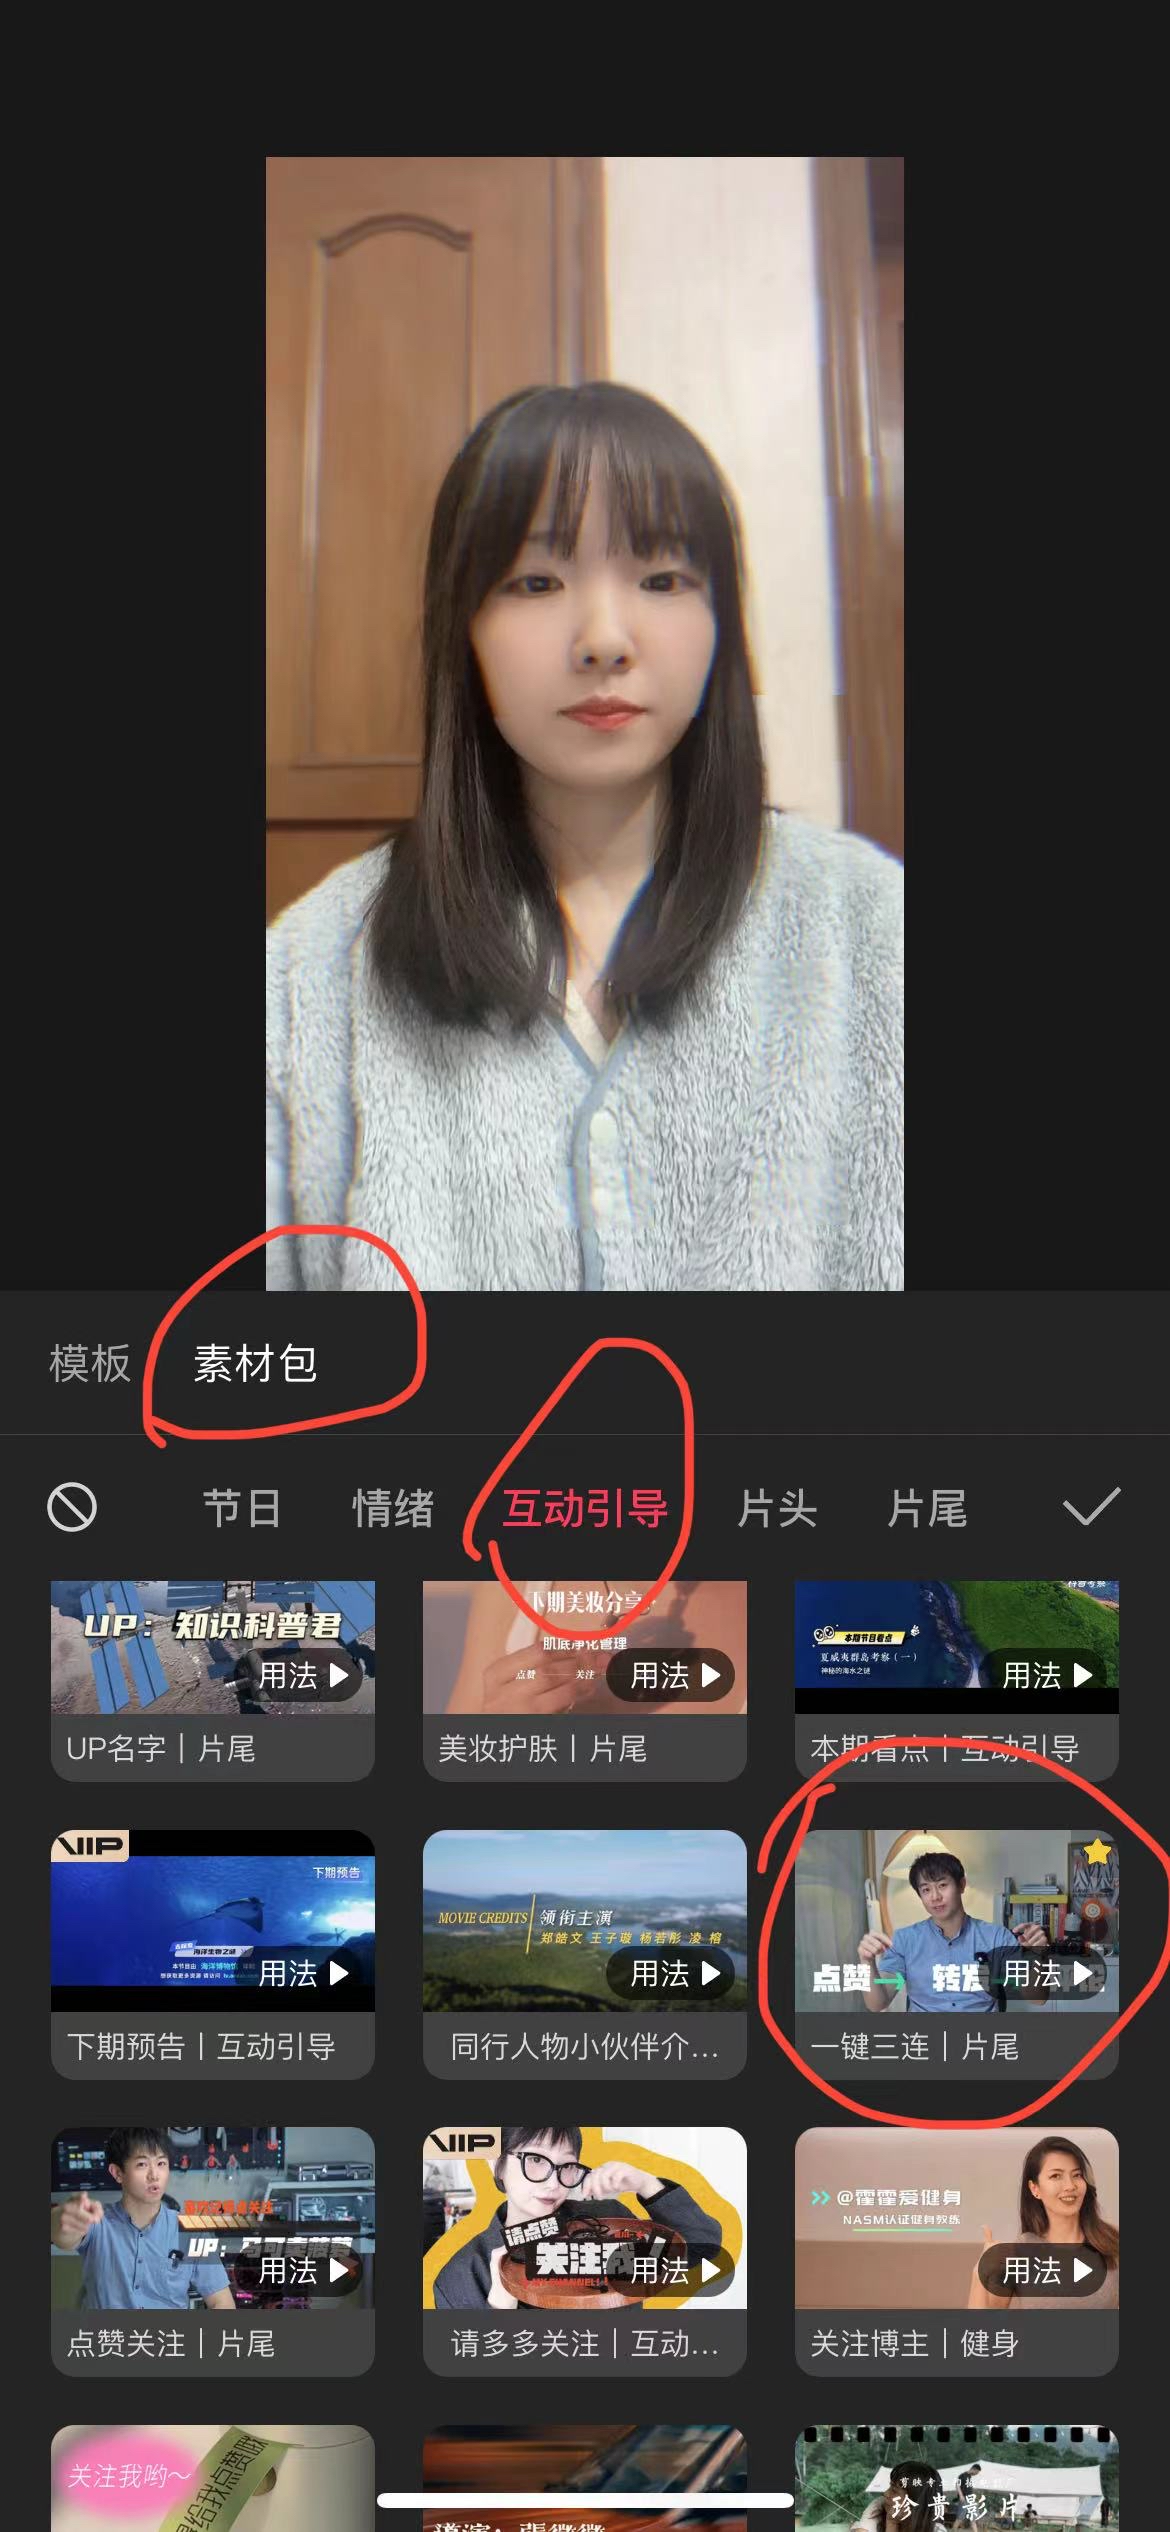 模板 素材包
节日 情绪 互动引导 片头 片尾
UP：知识科普君
用法
UP名字｜片尾
下期美妆分享
肌底净化管理
点赞 关注
用法
美妆护肤｜片尾
本期节目看点
夏威夷群岛考察（一）
神秘的海水之谜
用法
本期看点｜互动引导
VIP
下期预告
海洋生物之谜
用法
下期预告｜互动引导
MOVIE CREDITS
领衔主演
郑皓文 王子璇 杨若彤 凌榕
用法
同行人物小伙伴介…
点赞 转发
用法
一键三连｜片尾
UP：马可菠萝
用法
点赞关注｜片尾
VIP
请点赞
关注我！
用法
请多多关注｜互动…
@霍霍爱健身
NASM认证健身教练
用法
关注博主｜健身
关注我哟～
给我点赞哦
珍贵影片